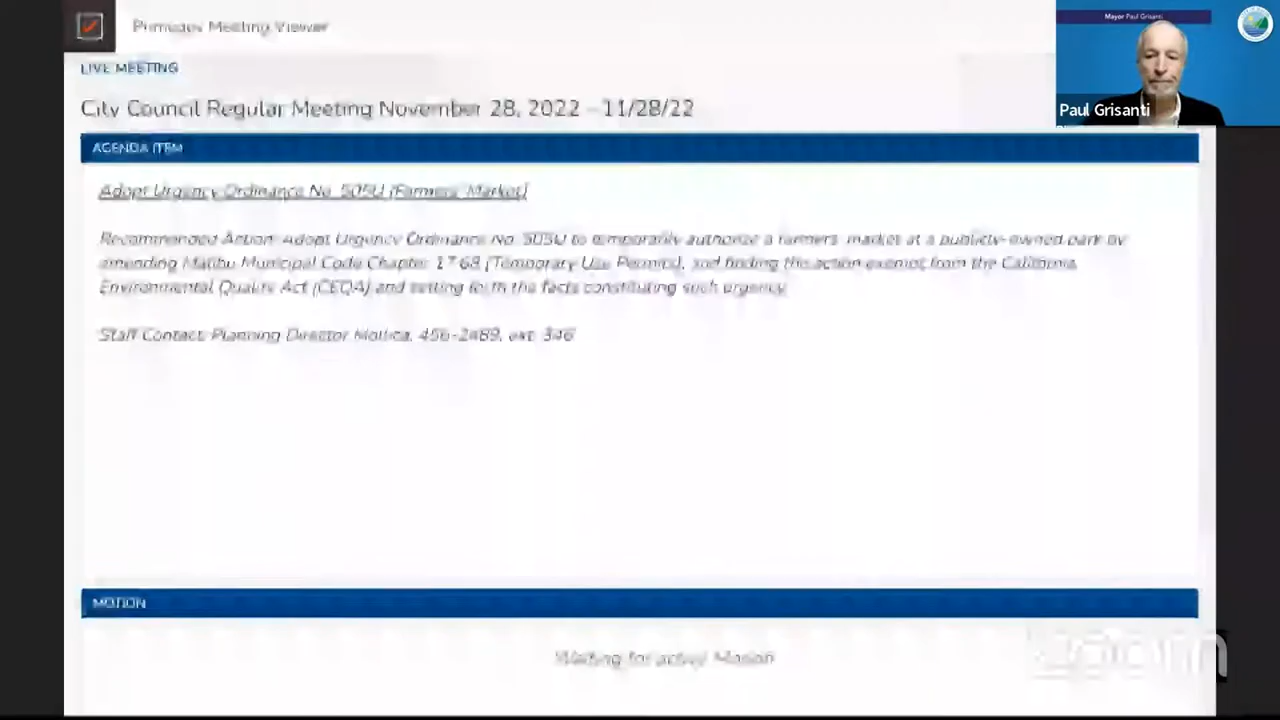 Primegov Meeting Viewer
Mayor Paul Grisanti
LIVE MEETING
City Council Regular Meeting November 28, 2022 - 11/28/22
Paul Grisanti
AGENDA ITEM
Adopt Urgency Ordinance No. 505U (Farmers' Market)
Recommended Action: Adopt Urgency Ordinance No. 505U to temporarily authorize a farmers' market at a publicly-owned park by
amending Malibu Municipal Code Chapter 17.68 (Temporary Use Permits), and finding the action exempt from the California
Environmental Quality Act (CEQA) and setting forth the facts constituting such urgency.
Staff Contact: Planning Director Mollica, 456-2489, ext. 346
MOTION
Waiting for active Motion
zoom